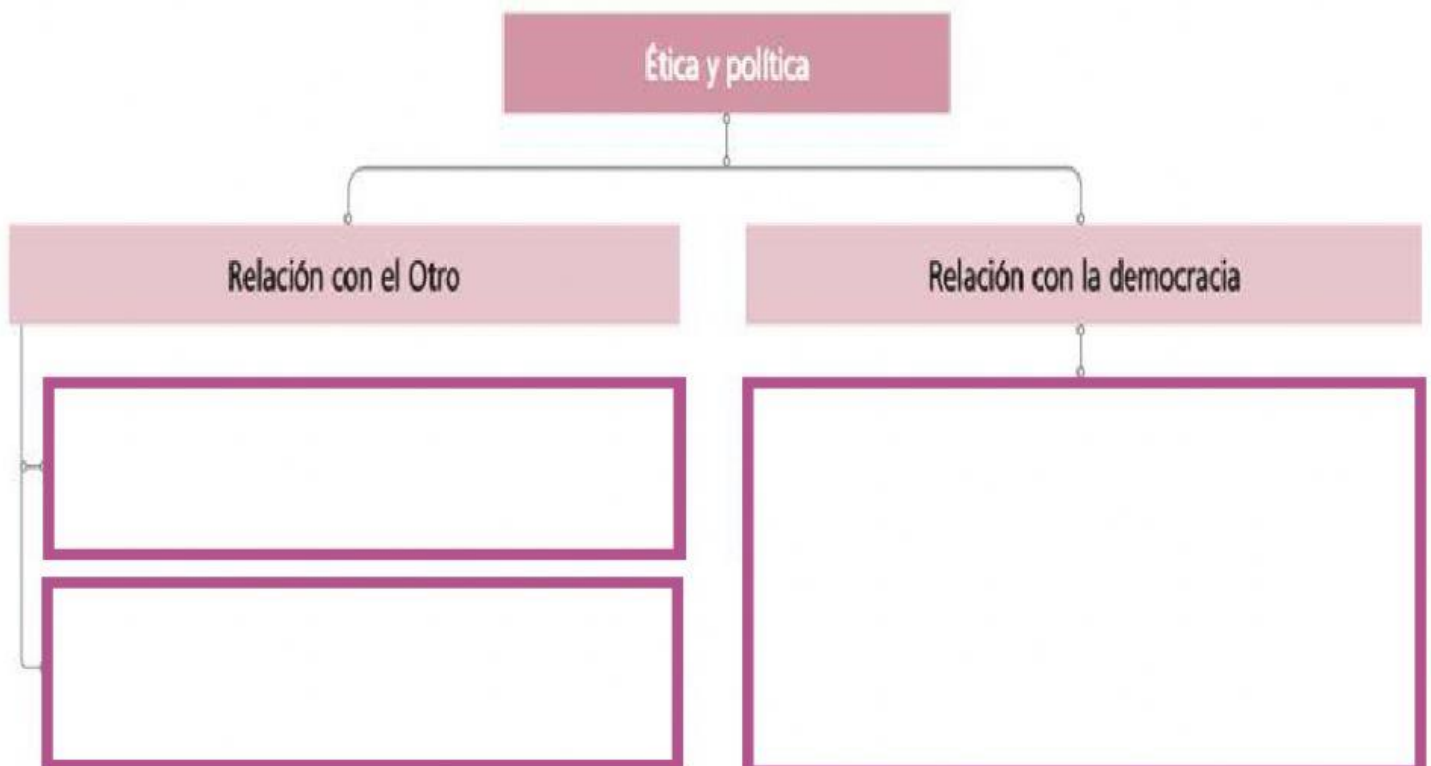 Ética y política
Relación con el Otro
Relación con la democracia